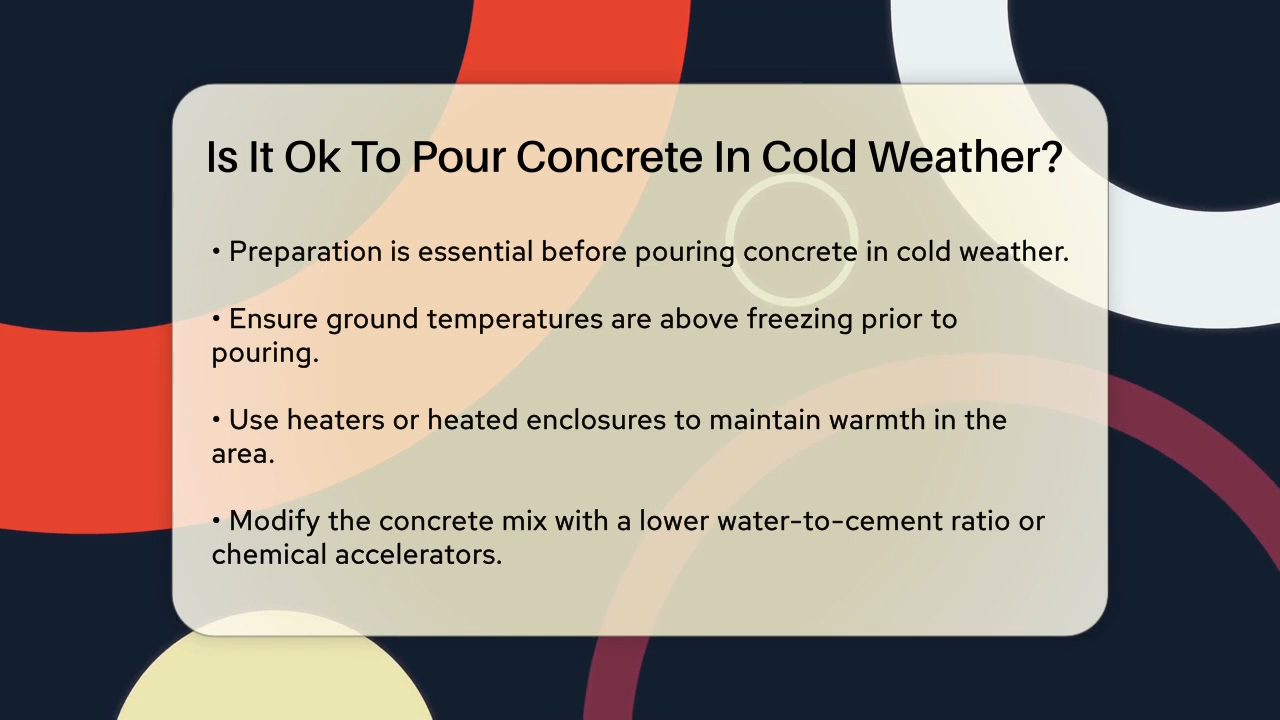 Is It Ok To Pour Concrete In Cold Weather?
• Preparation is essential before pouring concrete in cold weather.
• Ensure ground temperatures are above freezing prior to
pouring.
• Use heaters or heated enclosures to maintain warmth in the
area.
• Modify the concrete mix with a lower water-to-cement ratio or
chemical accelerators.